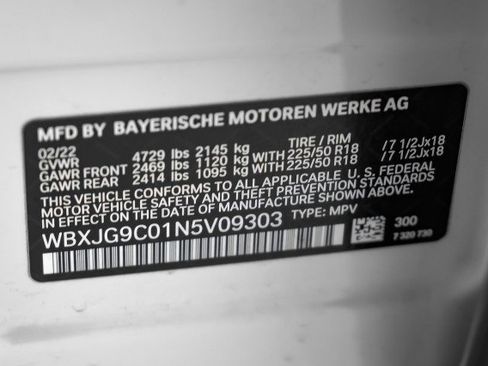 MFD BY BAYERISCHE MOTOREN WERKE AG
02/22 TIRE / RIM
GVWR 4729 lbs 2145 kg
GAWR FRONT 2469 lbs 1120 kg WITH 225/50 R18 /7 1/2Jx18
GAWR REAR 2414 lbs 1095 kg WITH 225/50 R18 /7 1/2Jx18
THIS VEHICLE CONFORMS TO ALL APPLICABLE U. S. FEDERAL
MOTOR VEHICLE SAFETY AND THEFT PREVENTION STANDARDS
IN EFFECT ON THE DATE OF MANUFACTURE SHOWN ABOVE.
WBXJG9C01N5V09303 TYPE: MPV
300
7 320 730